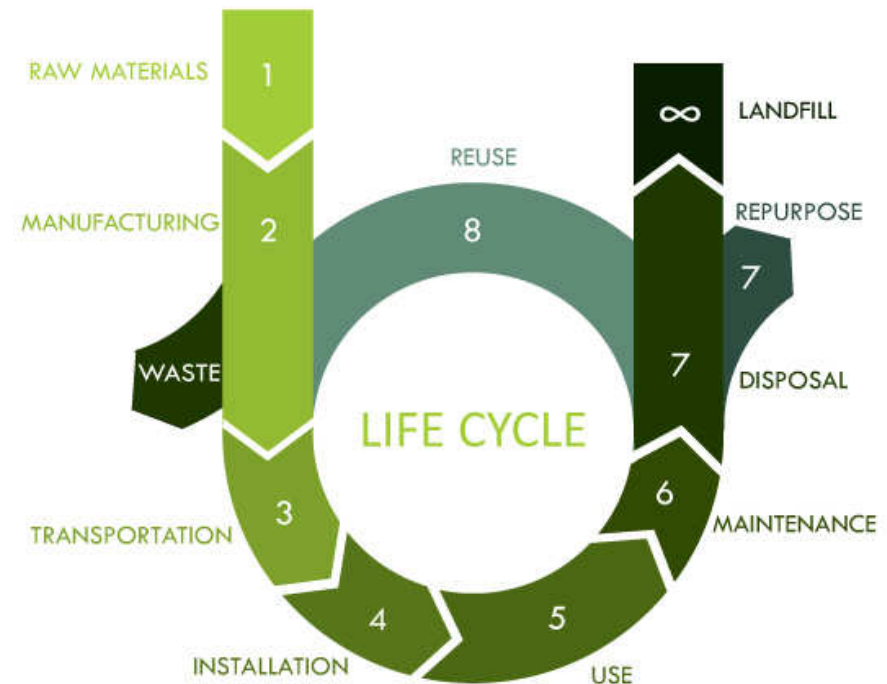 RAW MATERIALS
1
MANUFACTURING
2
WASTE
TRANSPORTATION
3
INSTALLATION
4
5
USE
6
MAINTENANCE
7
DISPOSAL
7
REPURPOSE
∞
LANDFILL
REUSE
8
LIFE CYCLE